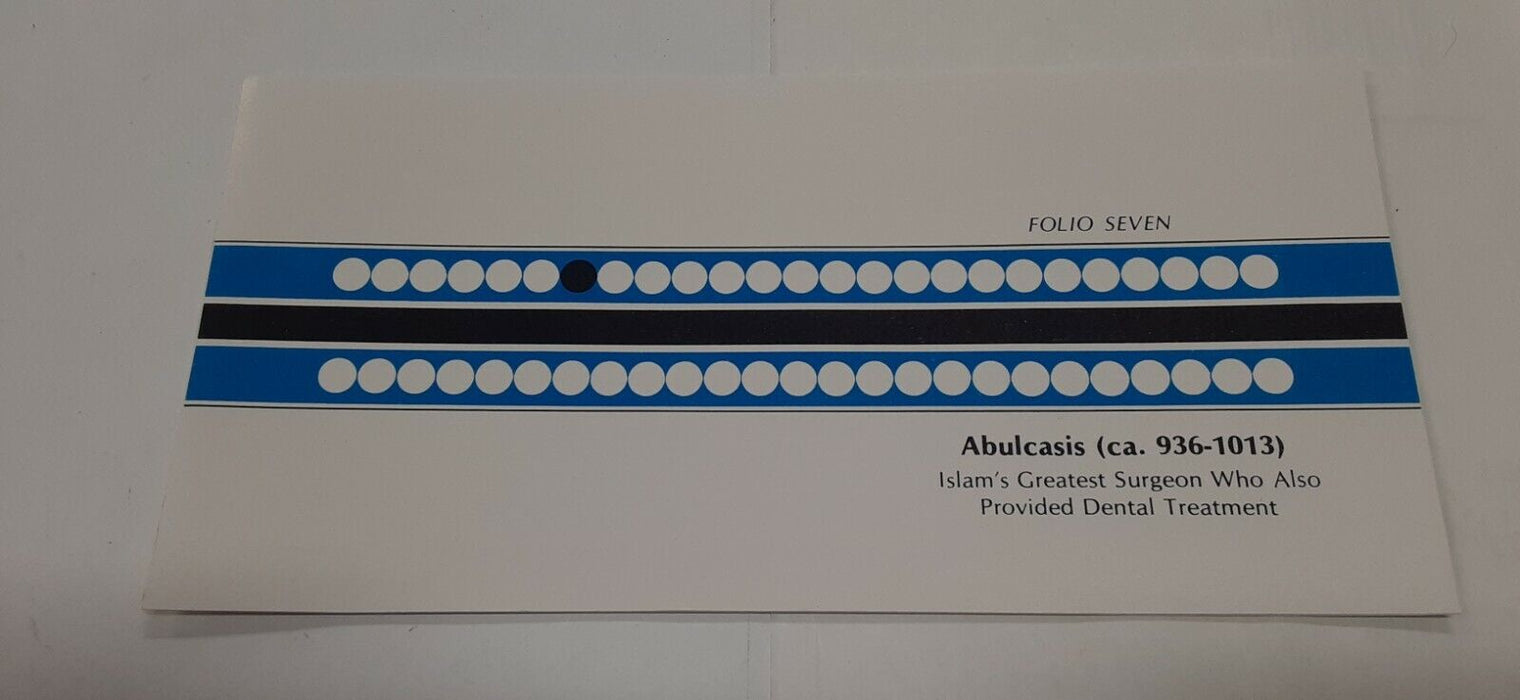 FOLIO SEVEN
Abulcasis (ca. 936-1013)
Islam's Greatest Surgeon Who Also
Provided Dental Treatment